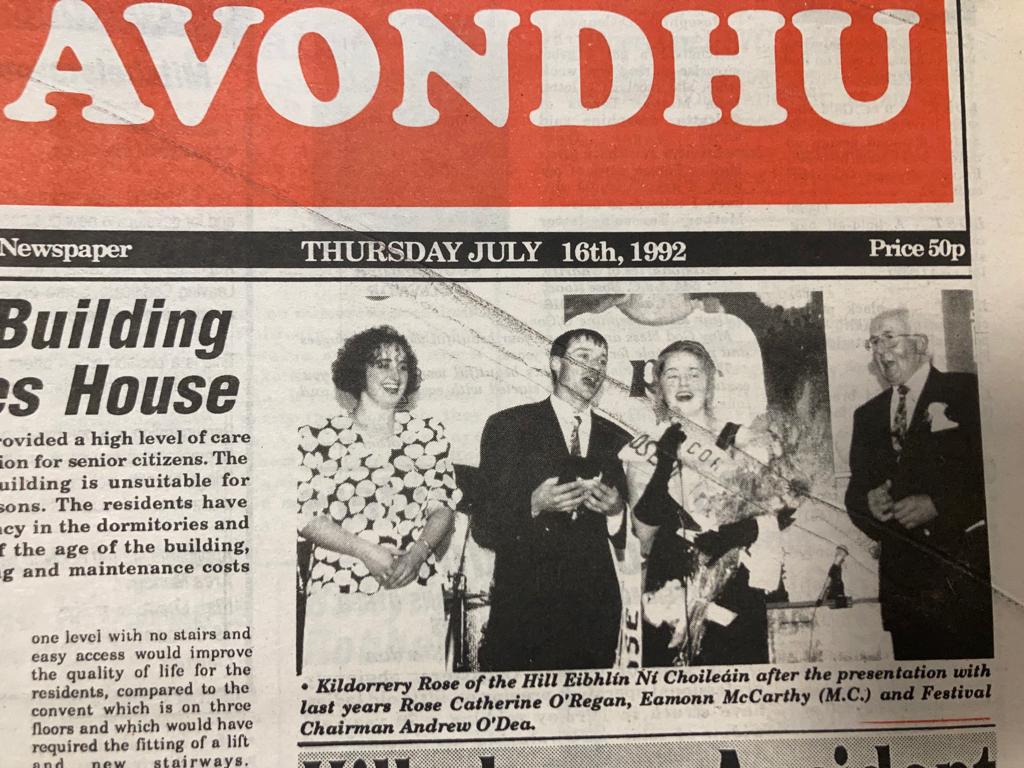 AVONDHU
Newspaper
THURSDAY JULY 16th, 1992
Price 50p
Building
es House
rovided a high level of care
ion for senior citizens. The
uilding is unsuitable for
sons. The residents have
cy in the dormitories and
f the age of the building,
g and maintenance costs
one level with no stairs and
easy access would improve
the quality of life for the
residents, compared to the
convent which is on three
floors and which would have
required the fitting of a lift
and new stairways.
OSE
COR
OSE
• Kildorrery Rose of the Hill Eibhlín Ní Choileáin after the presentation with
last years Rose Catherine O'Regan, Eamonn McCarthy (M.C.) and Festival
Chairman Andrew O'Dea.